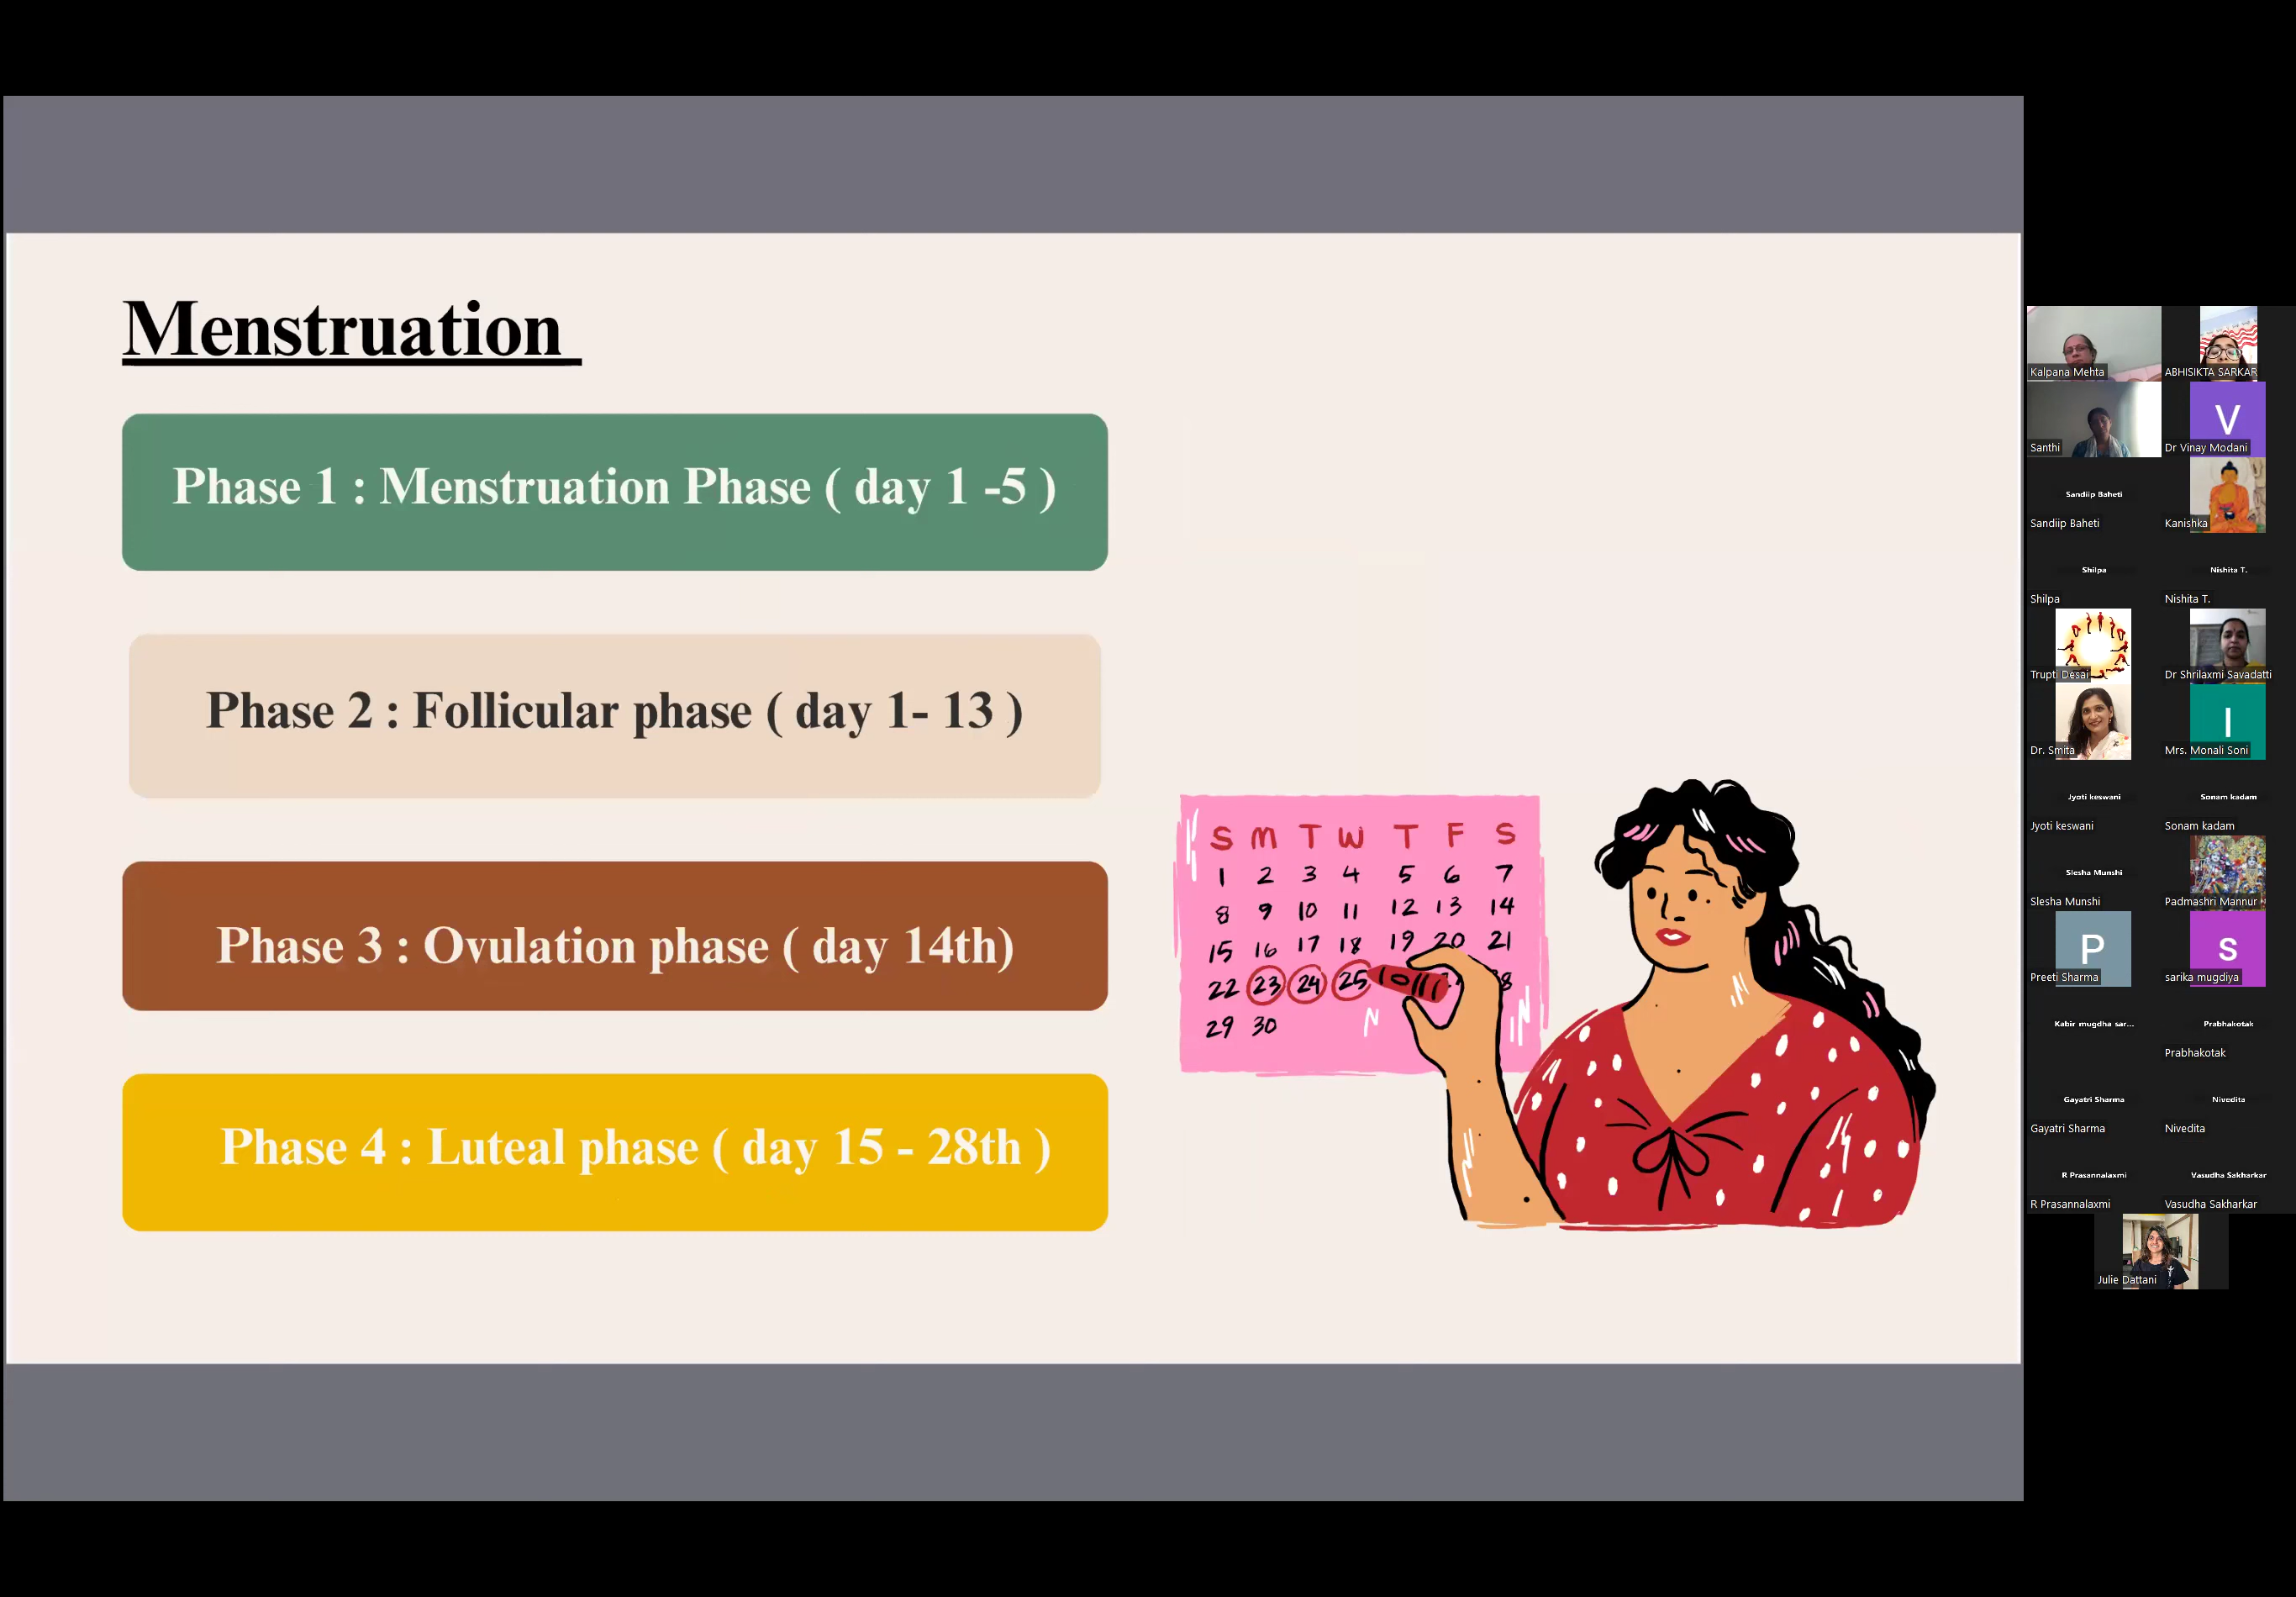 Menstruation
Phase 1 : Menstruation Phase ( day 1 -5 )
Phase 2 : Follicular phase ( day 1- 13 )
Phase 3 : Ovulation phase ( day 14th)
Phase 4 : Luteal phase ( day 15 - 28th )
S M T W T F S
1 2 3 4 5 6 7
8 9 10 11 12 13 14
15 16 17 18 19 20 21
22 23 24 25
29 30
Kalpana Mehta
ABHISIKTA SARKAR
Santhi
V
Dr Vinay Modani
Sandiip Baheti
Sandiip Baheti
Kanishka
Shilpa
Nishita T.
Shilpa
Nishita T.
Trupti Desai
Dr Shrilaxmi Savadatti
Dr. Smita
I
Mrs. Monali Soni
Jyoti keswani
Sonam kadam
Jyoti keswani
Sonam kadam
Slesha Munshi
Slesha Munshi
Padmashri Mannur
P
Preeti Sharma
s
sarika mugdiya
Kabir mugdha sar...
Prabhakotak
Prabhakotak
Gayatri Sharma
Nivedita
Gayatri Sharma
Nivedita
R Prasannalaxmi
Vasudha Sakharkar
R Prasannalaxmi
Vasudha Sakharkar
Julie Dattani